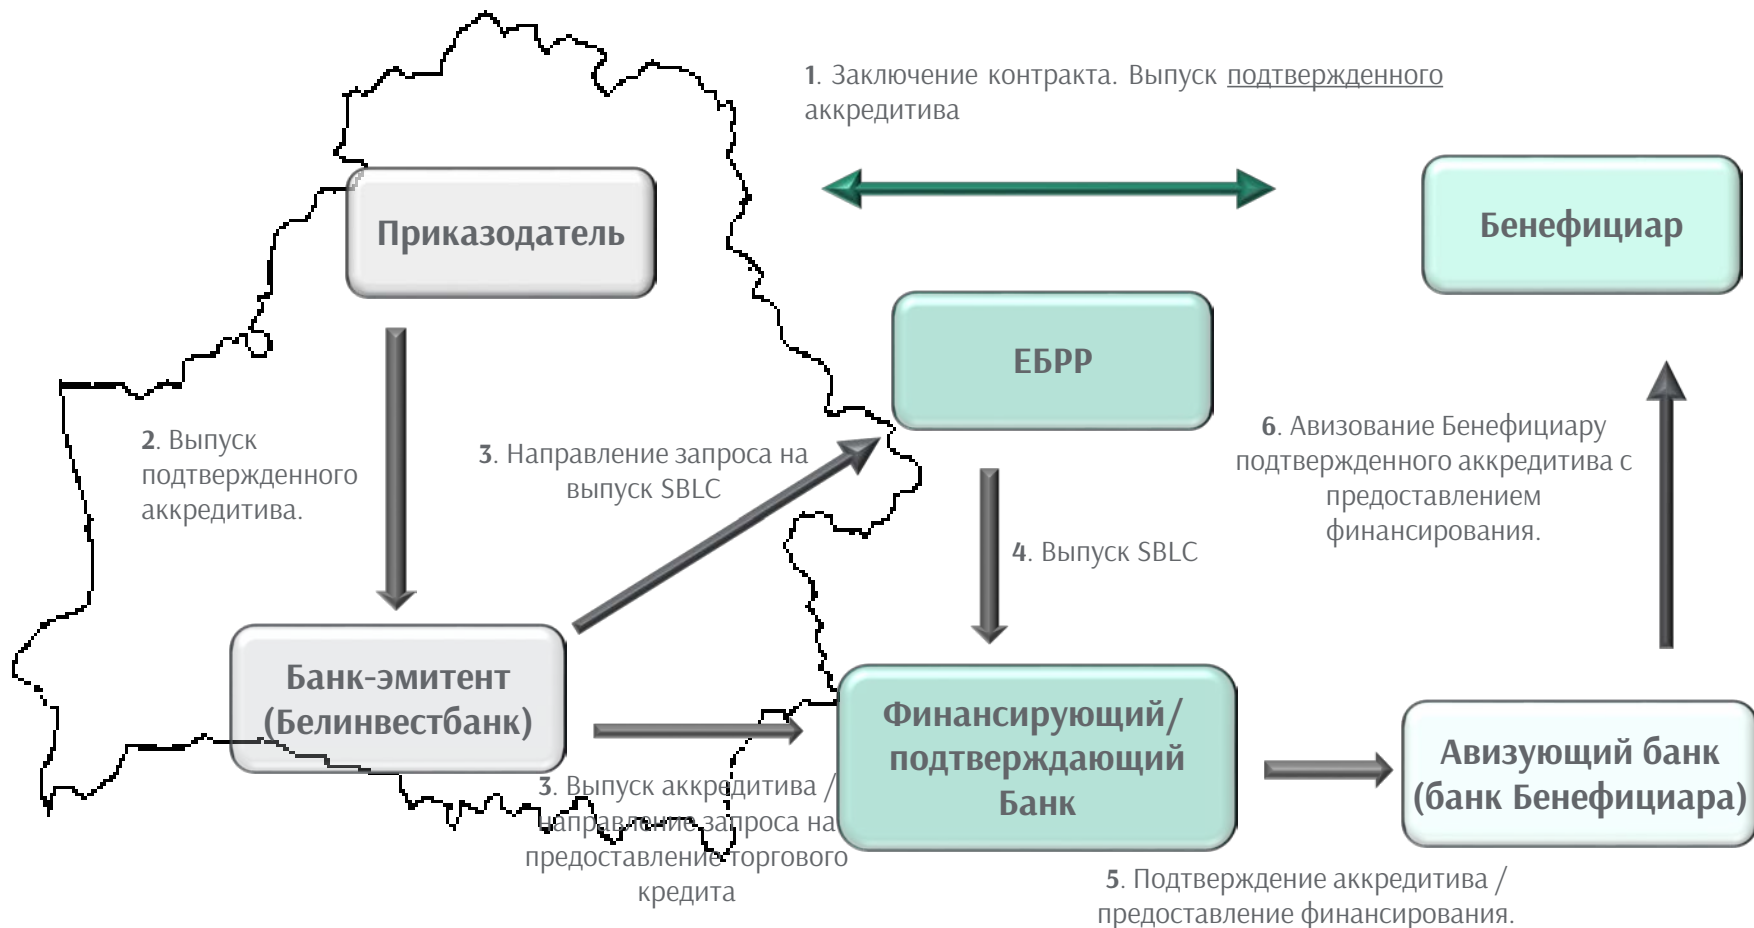 1. Заключение контракта. Выпуск подтвержденного
аккредитива
Приказодатель
Бенефициар
ЕБРР
2. Выпуск
подтвержденного
аккредитива.
3. Направление запроса на
выпуск SBLC
6. Авизование Бенефициару
подтвержденного аккредитива с
предоставлением
финансирования.
4. Выпуск SBLC
Банк-эмитент
(Белинвестбанк)
Финансирующий/
подтверждающий
Банк
Авизующий банк
(банк Бенефициара)
3. Выпуск аккредитива /
направление запроса на
предоставление торгового
кредита
5. Подтверждение аккредитива /
предоставление финансирования.